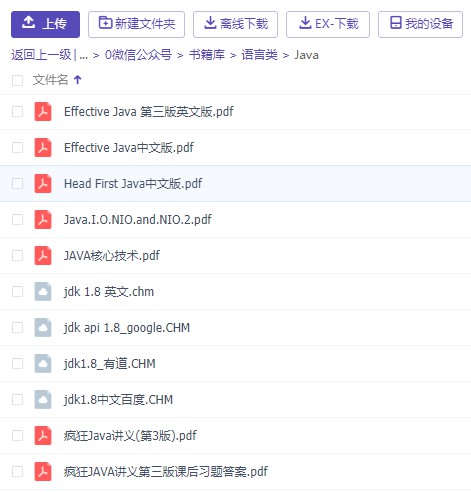 上传 新建文件夹 离线下载 EX-下载 我的设备
返回上一级 | ... > 0微信公众号 > 书籍库 > 语言类 > Java
文件名
Effective Java 第三版英文版.pdf
Effective Java中文版.pdf
Head First Java中文版.pdf
Java.I.O.NIO.and.NIO.2.pdf
JAVA核心技术.pdf
jdk 1.8 英文.chm
jdk api 1.8_google.CHM
jdk1.8_有道.CHM
jdk1.8中文百度.CHM
疯狂Java讲义(第3版).pdf
疯狂JAVA讲义第三版课后习题答案.pdf